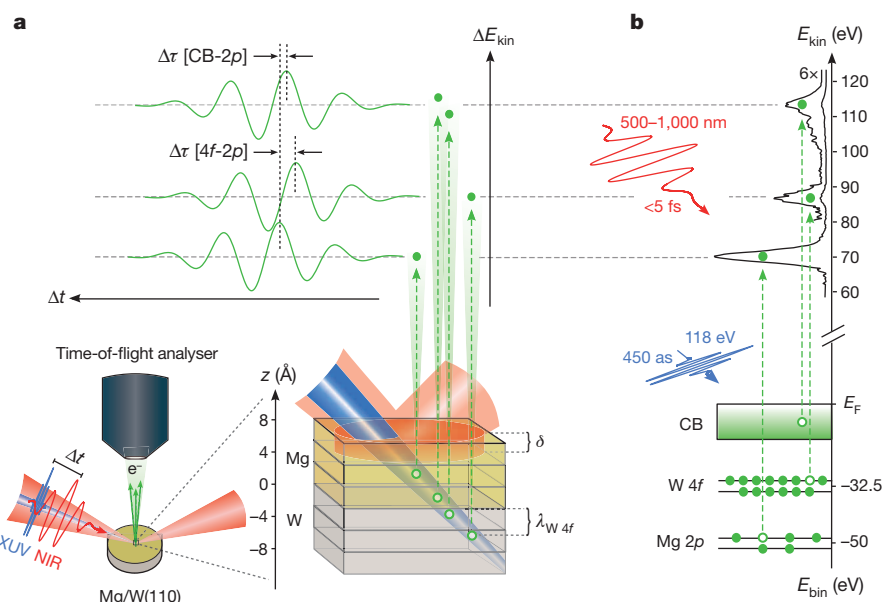 a
Δτ [CB-2p]
Δτ [4f-2p]
Δt
ΔE_kin
Time-of-flight analyser
e⁻
Δt
XUV
NIR
Mg/W(110)
z (Å)
8
4
0
−4
−8
Mg
W
δ
λ_W 4f
b
E_kin (eV)
6×
120
110
100
90
80
70
60
500–1,000 nm
<5 fs
118 eV
450 as
E_F
CB
W 4f
−32.5
Mg 2p
−50
E_bin (eV)